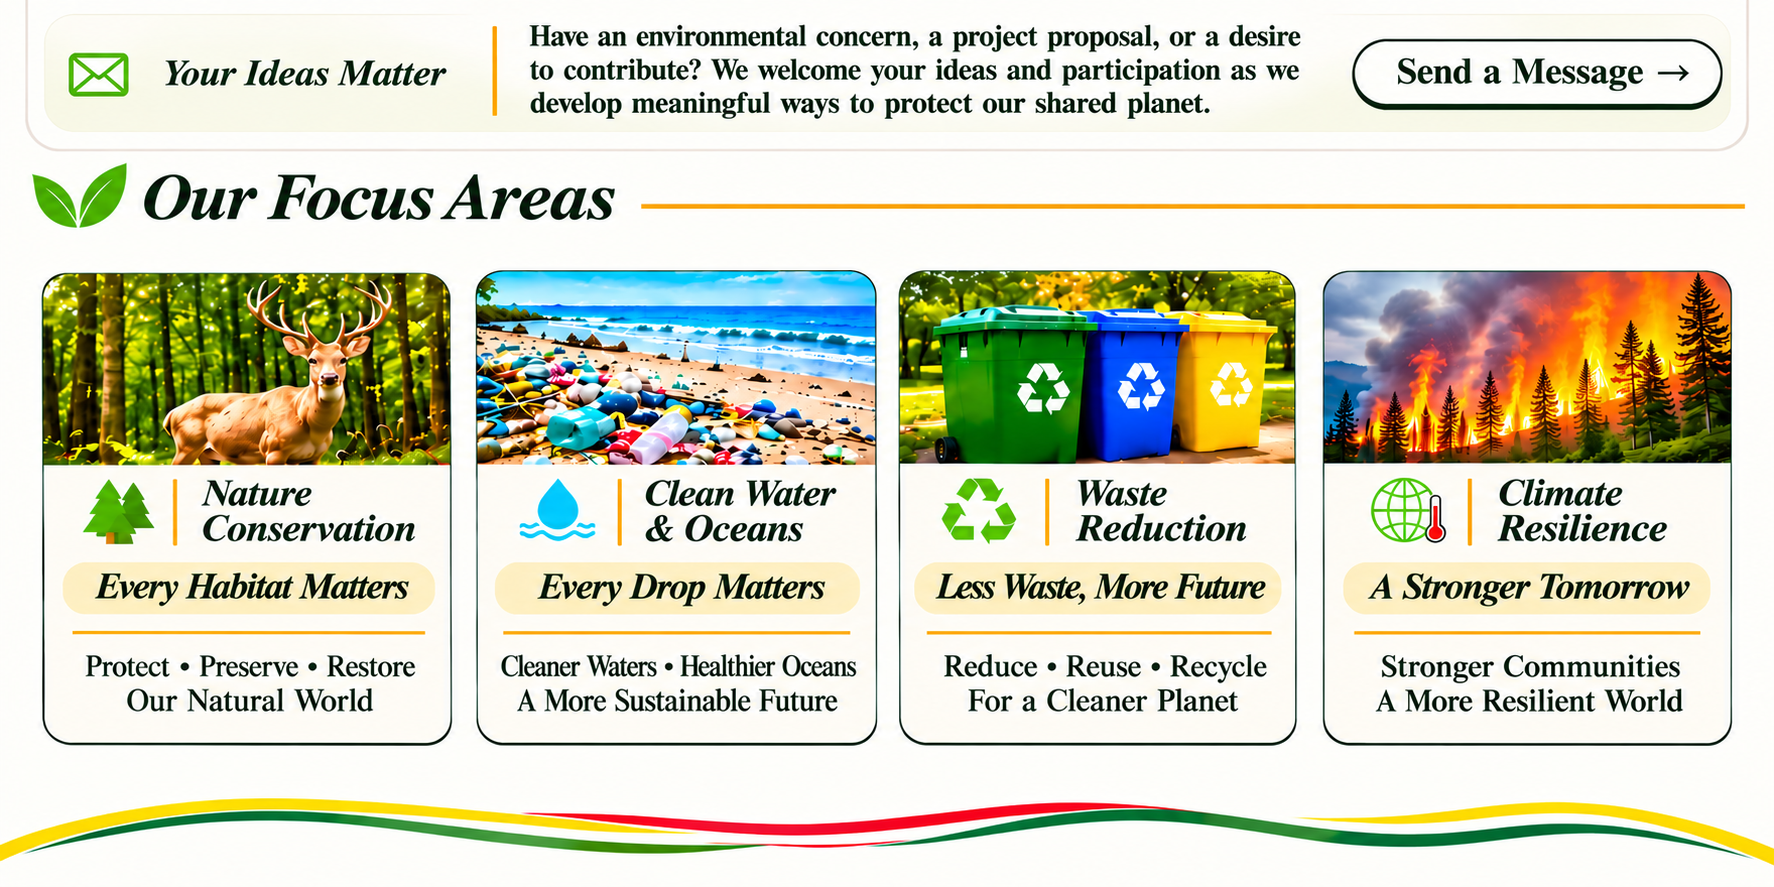 Your Ideas Matter
Have an environmental concern, a project proposal, or a desire
to contribute? We welcome your ideas and participation as we
develop meaningful ways to protect our shared planet.
Send a Message →
Our Focus Areas
Nature
Conservation
Every Habitat Matters
Protect • Preserve • Restore
Our Natural World
Clean Water
& Oceans
Every Drop Matters
Cleaner Waters • Healthier Oceans
A More Sustainable Future
Waste
Reduction
Less Waste, More Future
Reduce • Reuse • Recycle
For a Cleaner Planet
Climate
Resilience
A Stronger Tomorrow
Stronger Communities
A More Resilient World